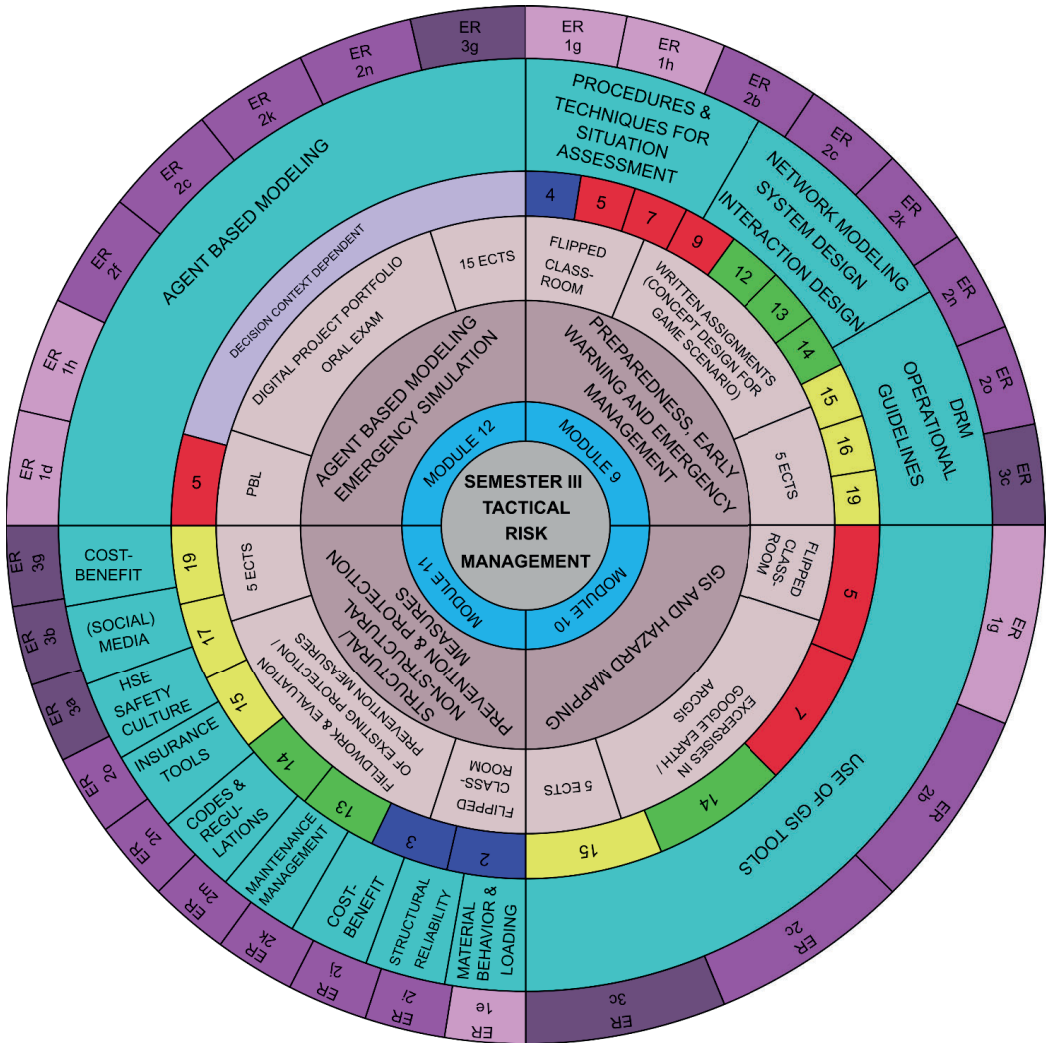 SEMESTER III
TACTICAL
RISK
MANAGEMENT
MODULE 9
PREPAREDNESS, EARLY
WARNING AND EMERGENCY
MANAGEMENT
FLIPPED
CLASS-
ROOM
WRITTEN ASSIGNMENTS
(CONCEPT DESIGN FOR
GAME SCENARIO)
5 ECTS
4
5
7
9
12
13
14
15
16
19
PROCEDURES &
TECHNIQUES FOR
SITUATION
ASSESSMENT
NETWORK MODELING
SYSTEM DESIGN
INTERACTION DESIGN
DRM
OPERATIONAL
GUIDELINES
ER
1g
ER
1h
ER
2b
ER
2c
ER
2k
ER
2n
ER
2o
ER
3c
MODULE 10
GIS AND HAZARD MAPPING
FLIPPED
CLASS-
ROOM
EXCERSISES IN
GOOGLE EARTH /
ARCGIS
5 ECTS
5
7
14
15
USE OF GIS TOOLS
ER
1g
ER
2b
ER
2c
ER
3c
MODULE 11
STRUCTURAL/
NON-STRUCTURAL
PREVENTION & PROTECTION
MEASURES
FLIPPED
CLASS-
ROOM
FIELDWORK & EVALUATION
OF EXISTING PROTECTION/
PREVENTION MEASURES
5 ECTS
2
3
13
14
15
17
19
MATERIAL
BEHAVIOR &
LOADING
STRUCTURAL
RELIABILITY
COST-
BENEFIT
MAINTENANCE
MANAGEMENT
CODES &
REGU-
LATIONS
INSURANCE
TOOLS
HSE
SAFETY
CULTURE
(SOCIAL)
MEDIA
COST-
BENEFIT
ER
1e
ER
2i
ER
2j
ER
2k
ER
2m
ER
2n
ER
2o
ER
3a
ER
3b
ER
3g
MODULE 12
AGENT BASED MODELING
EMERGENCY SIMULATION
PBL
DIGITAL PROJECT PORTFOLIO
ORAL EXAM
15 ECTS
5
DECISION CONTEXT DEPENDENT
AGENT BASED MODELING
ER
1d
ER
1h
ER
2f
ER
2c
ER
2k
ER
2n
ER
3g